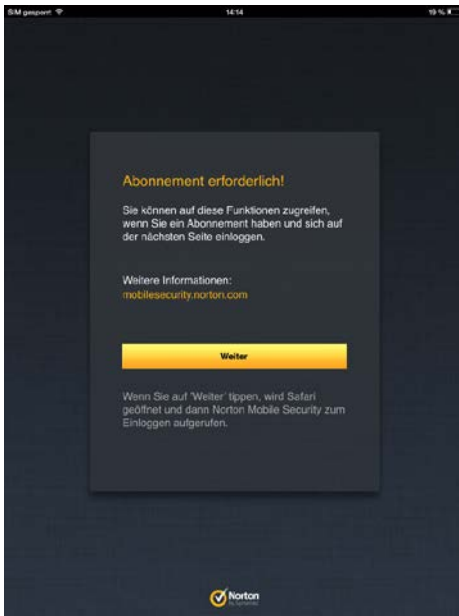 SIM gesperrt 14:14 19 %
Abonnement erforderlich!
Sie können auf diese Funktionen zugreifen,
wenn Sie ein Abonnement haben und sich auf
der nächsten Seite einloggen.
Weitere Informationen:
mobilesecurity.norton.com
Weiter
Wenn Sie auf 'Weiter' tippen, wird Safari
geöffnet und dann Norton Mobile Security zum
Einloggen aufgerufen.
Norton
by Symantec